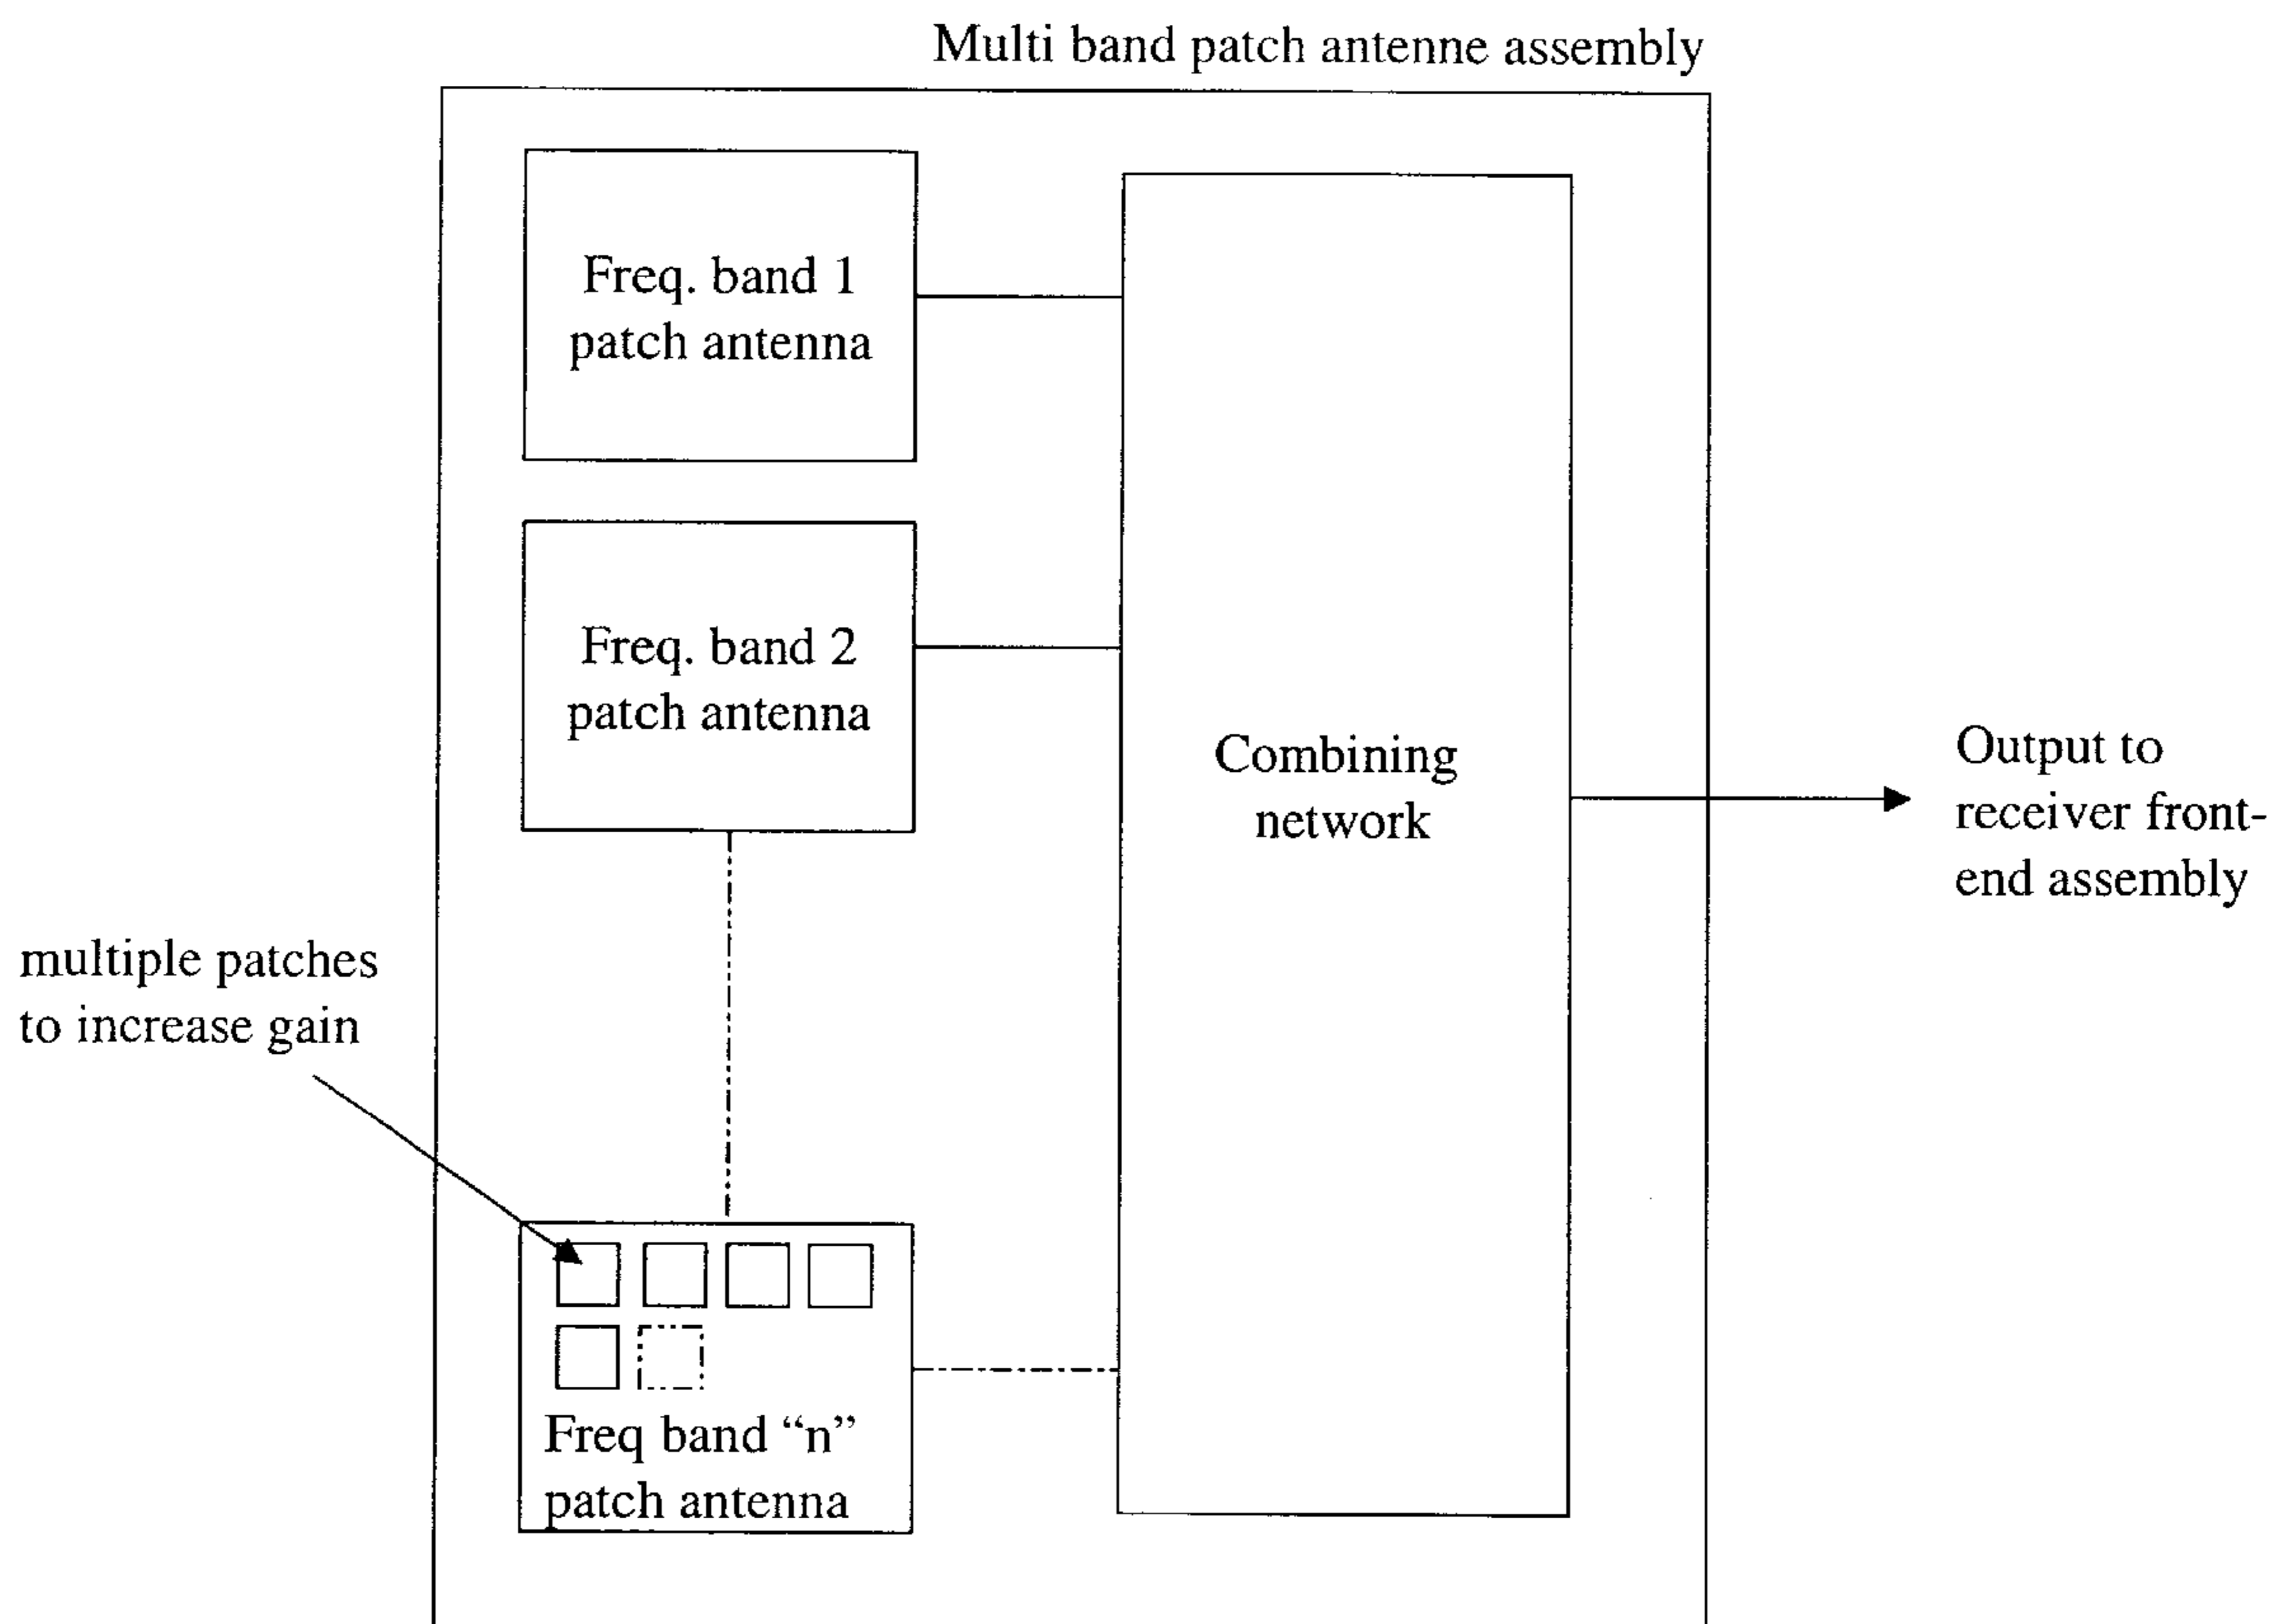 Multi band patch antenne assembly
Freq. band 1
patch antenna
Freq. band 2
patch antenna
Combining
network
Output to
receiver front-
end assembly
multiple patches
to increase gain
Freq band “n”
patch antenna